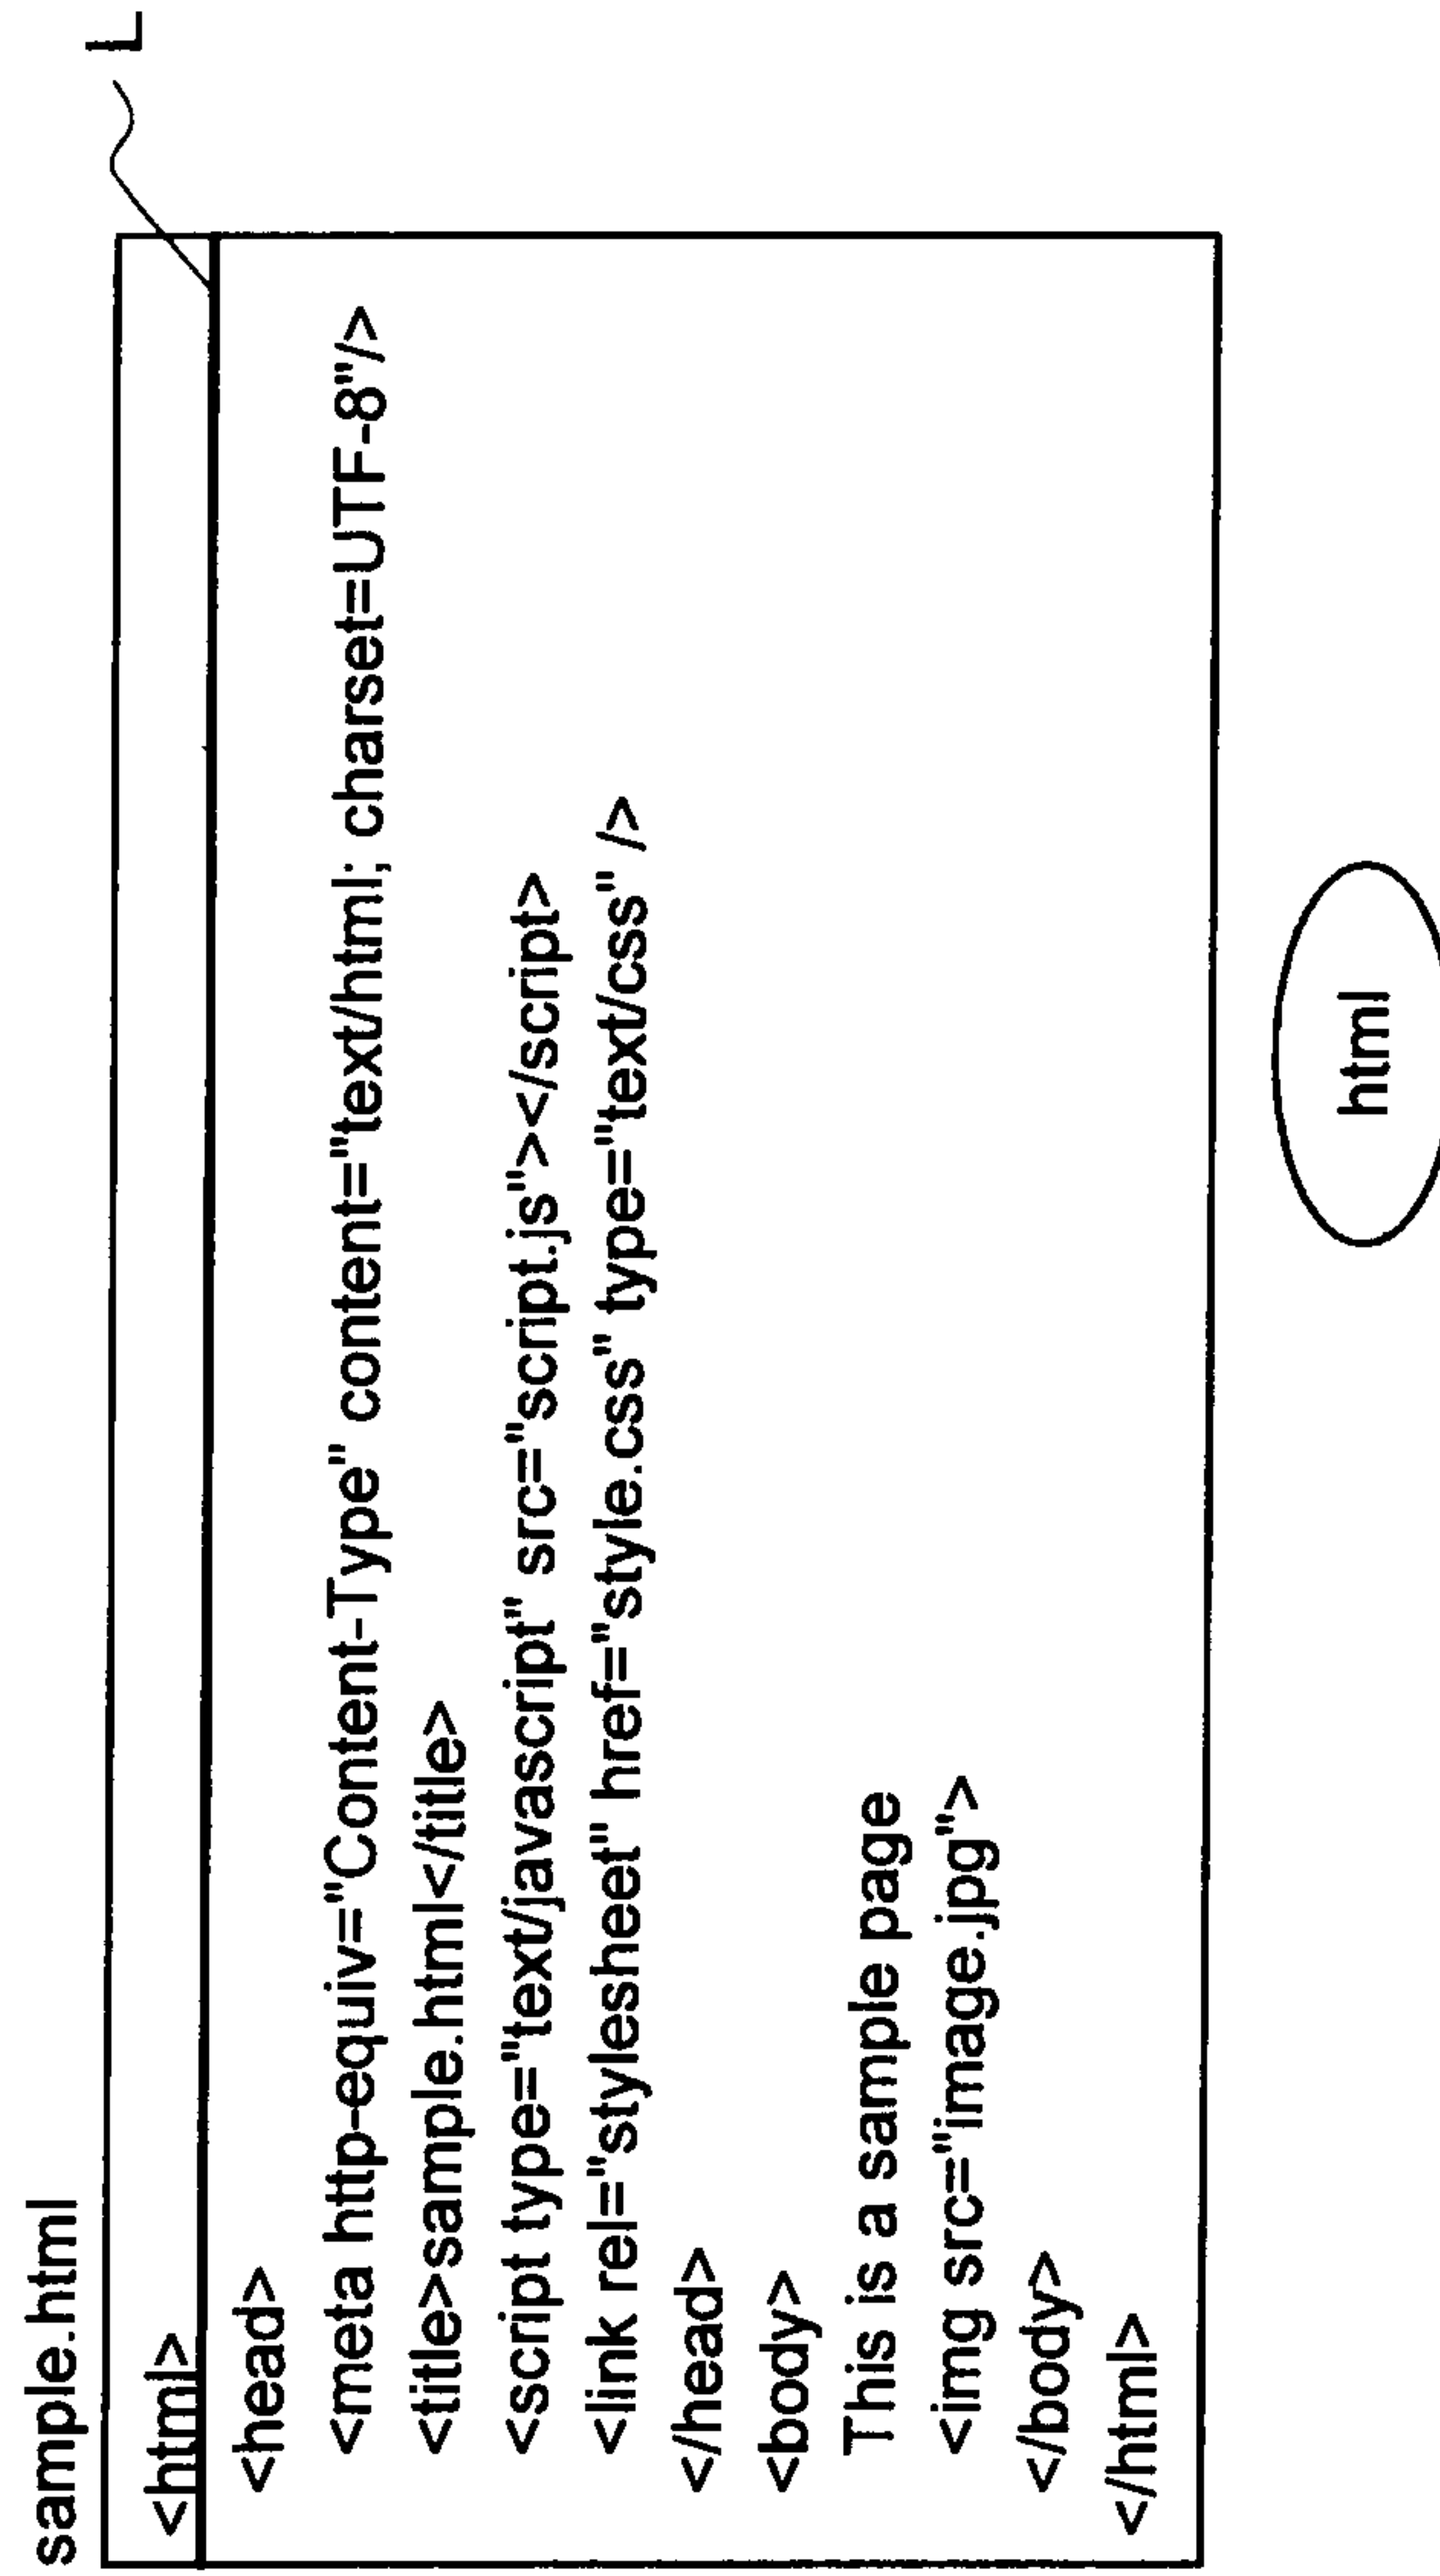 sample.html
L
<html>
<head>
<meta http-equiv="Content-Type" content="text/html; charset=UTF-8"/>
<title>sample.html</title>
<script type="text/javascript" src="script.js"></script>
<link rel="stylesheet" href="style.css" type="text/css" />
</head>
<body>
This is a sample page
<img src="image.jpg">
</body>
</html>
html